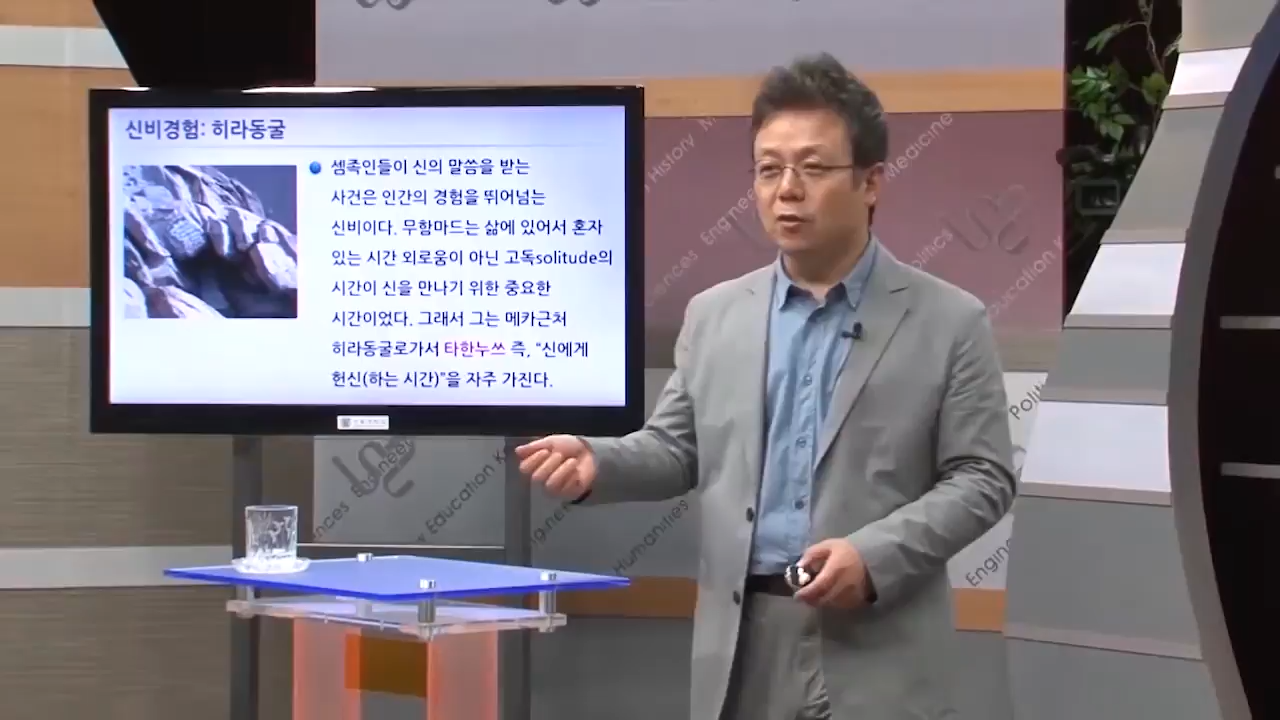 신비경험: 히라동굴
셈족인들이 신의 말씀을 받는
사건은 인간의 경험을 뛰어넘는
신비이다. 무함마드는 삶에 있어서 혼자
있는 시간 외로움이 아닌 고독solitude의
시간이 신을 만나기 위한 중요한
시간이었다. 그래서 그는 메카근처
히라동굴로가서 타한누쓰 즉, “신에게
헌신(하는 시간)”을 자주 가진다.
History
Medicine
Politics
Education
Education
Humanities